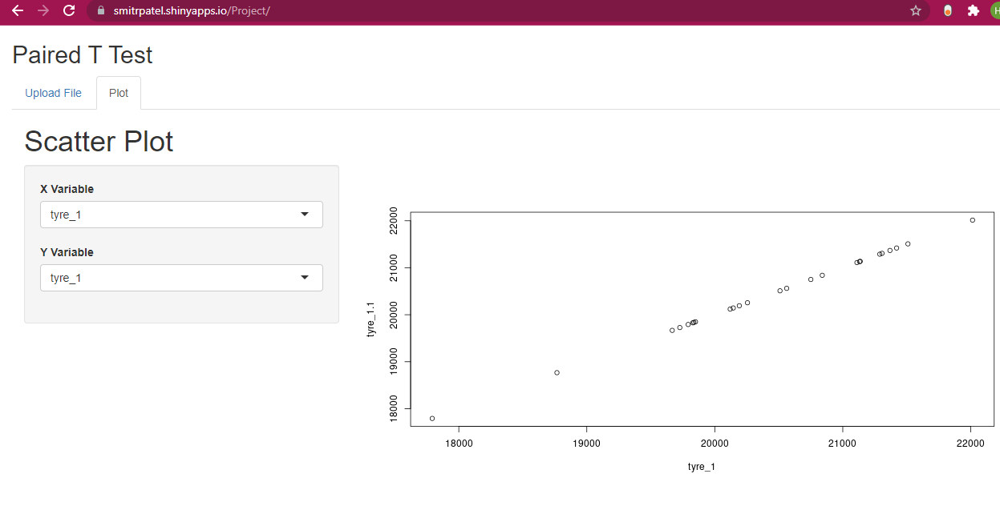 smitrpatel.shinyapps.io/Project/
H
Paired T Test
Upload File
Plot
Scatter Plot
X Variable
tyre_1
Y Variable
tyre_1
tyre_1.1
22000
21000
20000
19000
18000
18000 19000 20000 21000 22000
tyre_1